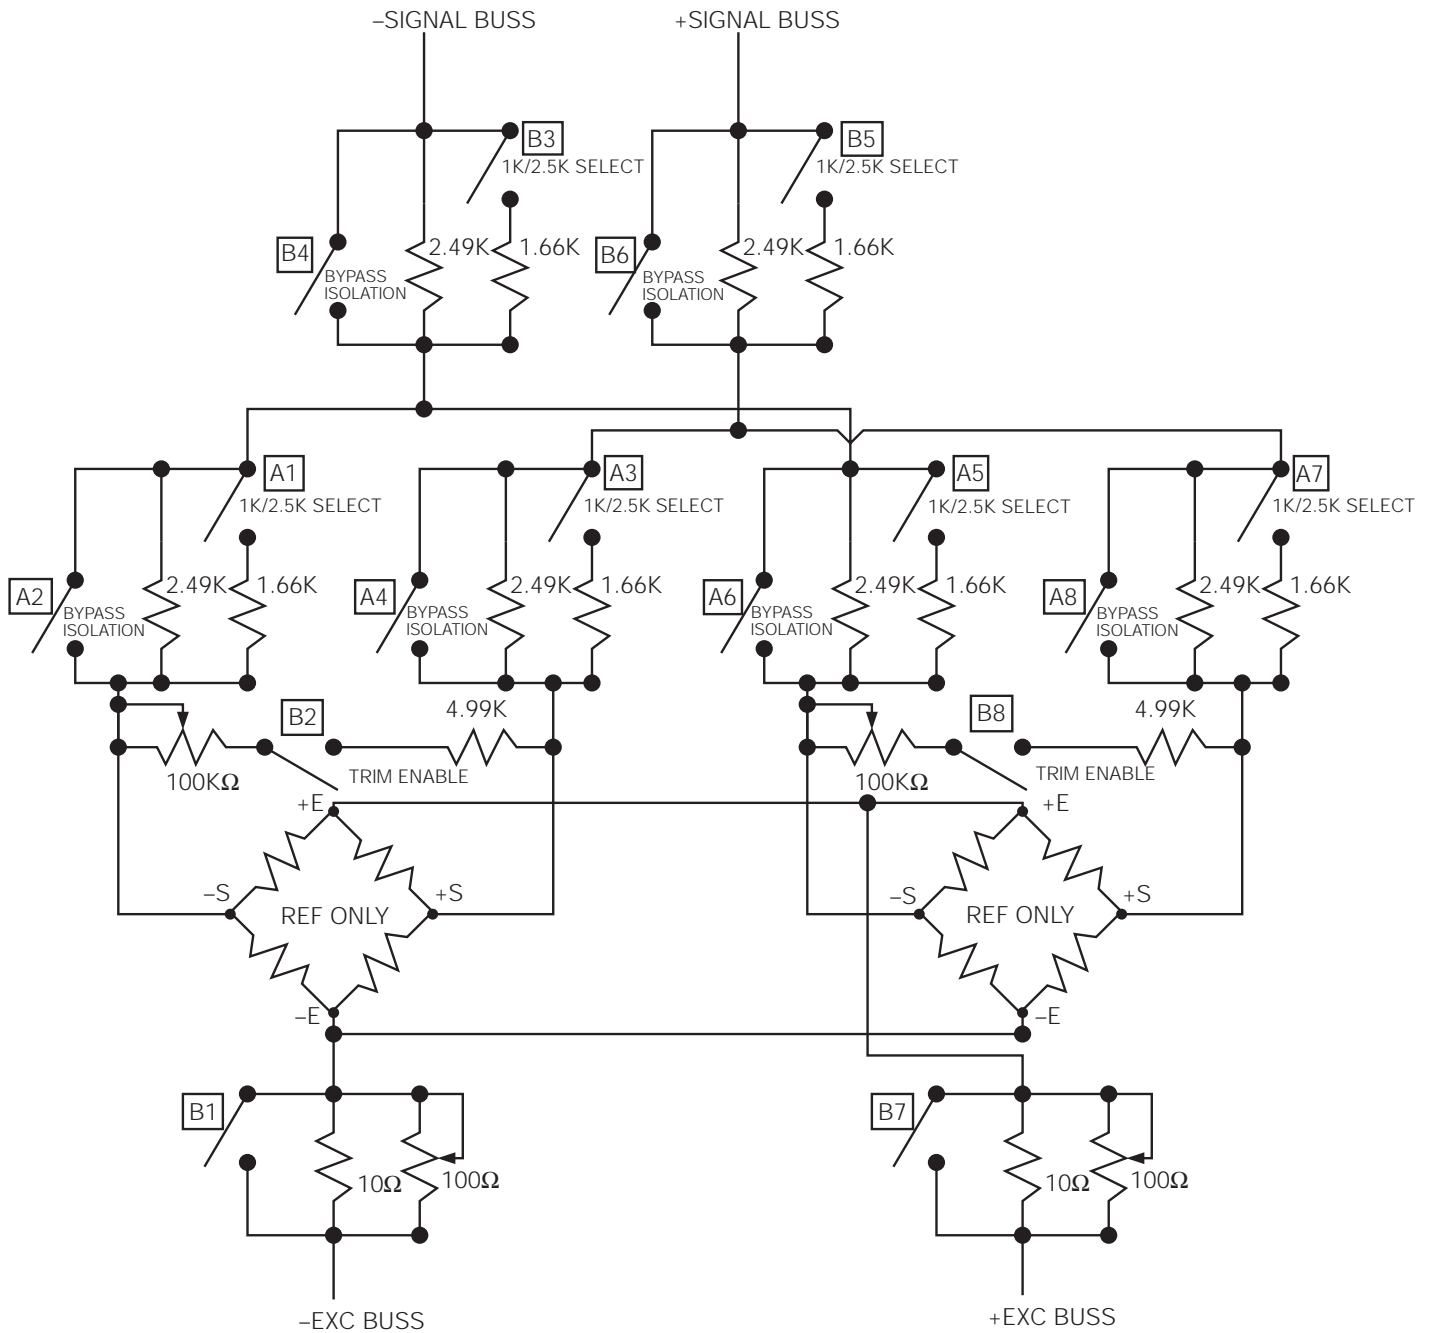 –SIGNAL BUSS
+SIGNAL BUSS
B3
1K/2.5K SELECT
B5
1K/2.5K SELECT
B4
2.49K
1.66K
BYPASS
ISOLATION
B6
2.49K
1.66K
BYPASS
ISOLATION
A1
1K/2.5K SELECT
A3
1K/2.5K SELECT
A5
1K/2.5K SELECT
A7
1K/2.5K SELECT
A2
2.49K
1.66K
BYPASS
ISOLATION
A4
2.49K
1.66K
BYPASS
ISOLATION
A6
2.49K
1.66K
BYPASS
ISOLATION
A8
2.49K
1.66K
BYPASS
ISOLATION
B2
4.99K
100KΩ
TRIM ENABLE
B8
4.99K
100KΩ
TRIM ENABLE
+E
–S
REF ONLY
+S
–E
+E
–S
REF ONLY
+S
–E
B1
10Ω
100Ω
B7
10Ω
100Ω
–EXC BUSS
+EXC BUSS